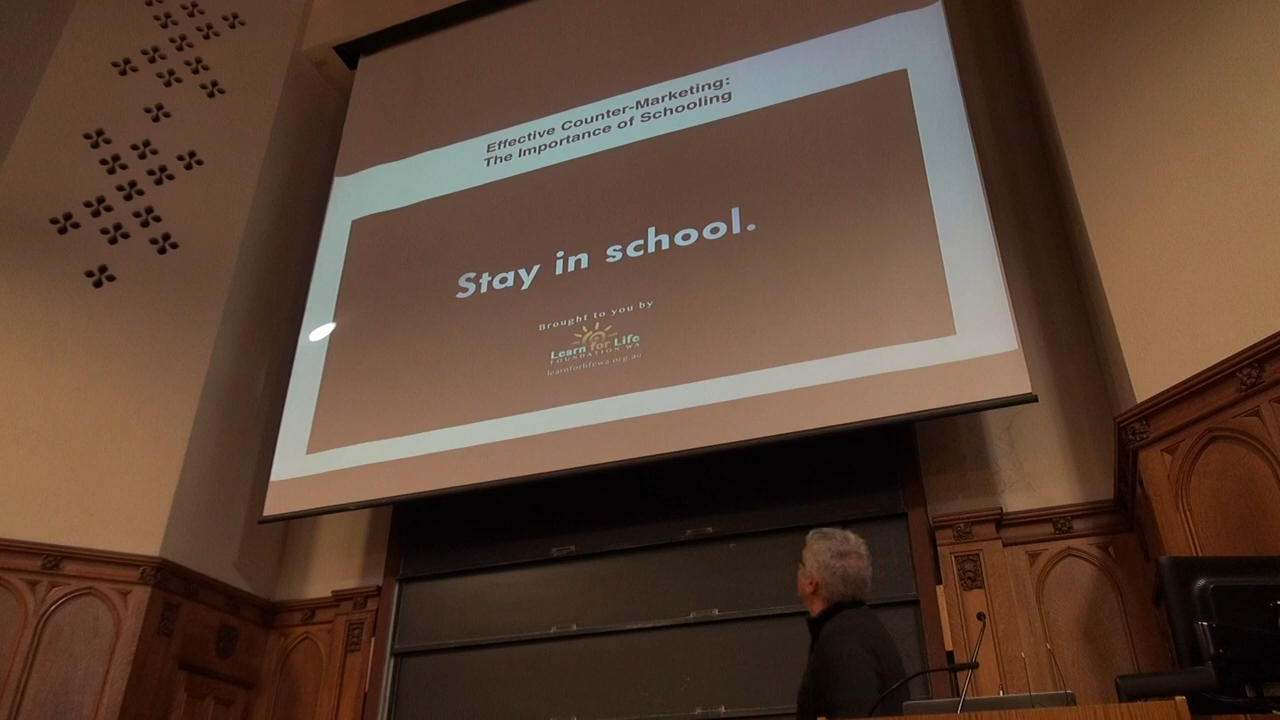 Effective Counter-Marketing:
The Importance of Schooling
Stay in school.
Brought to you by
Learn for Life
FOUNDATION WA
learnforlifewa.org.au